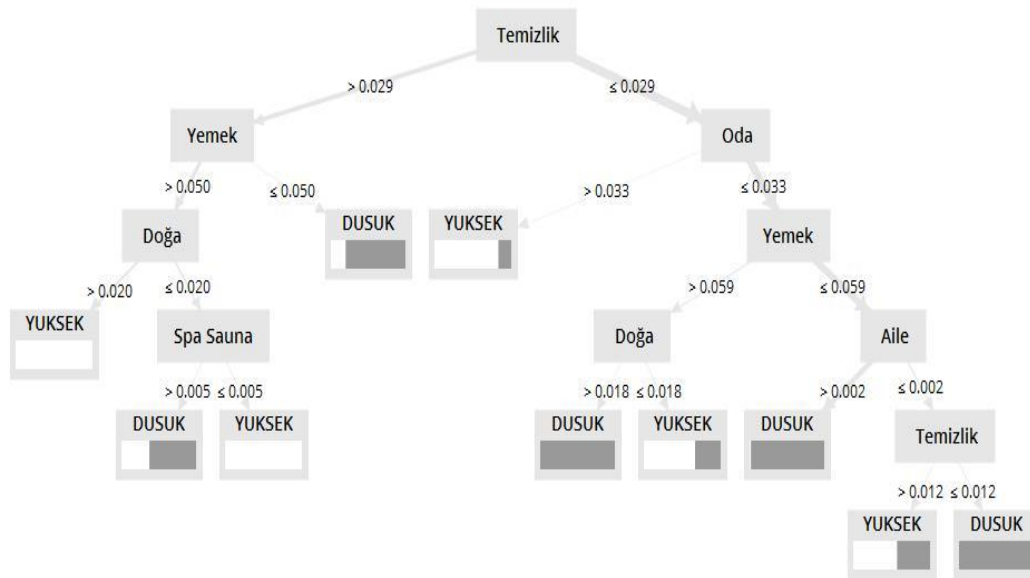 Temizlik
> 0.029
≤ 0.029
Yemek
Oda
> 0.050
≤ 0.050
> 0.033
≤ 0.033
Doğa
DUSUK
YUKSEK
Yemek
> 0.020
≤ 0.020
> 0.059
≤ 0.059
YUKSEK
Spa Sauna
Doğa
Aile
> 0.005
≤ 0.005
> 0.018
≤ 0.018
> 0.002
≤ 0.002
DUSUK
YUKSEK
DUSUK
YUKSEK
DUSUK
Temizlik
> 0.012
≤ 0.012
YUKSEK
DUSUK